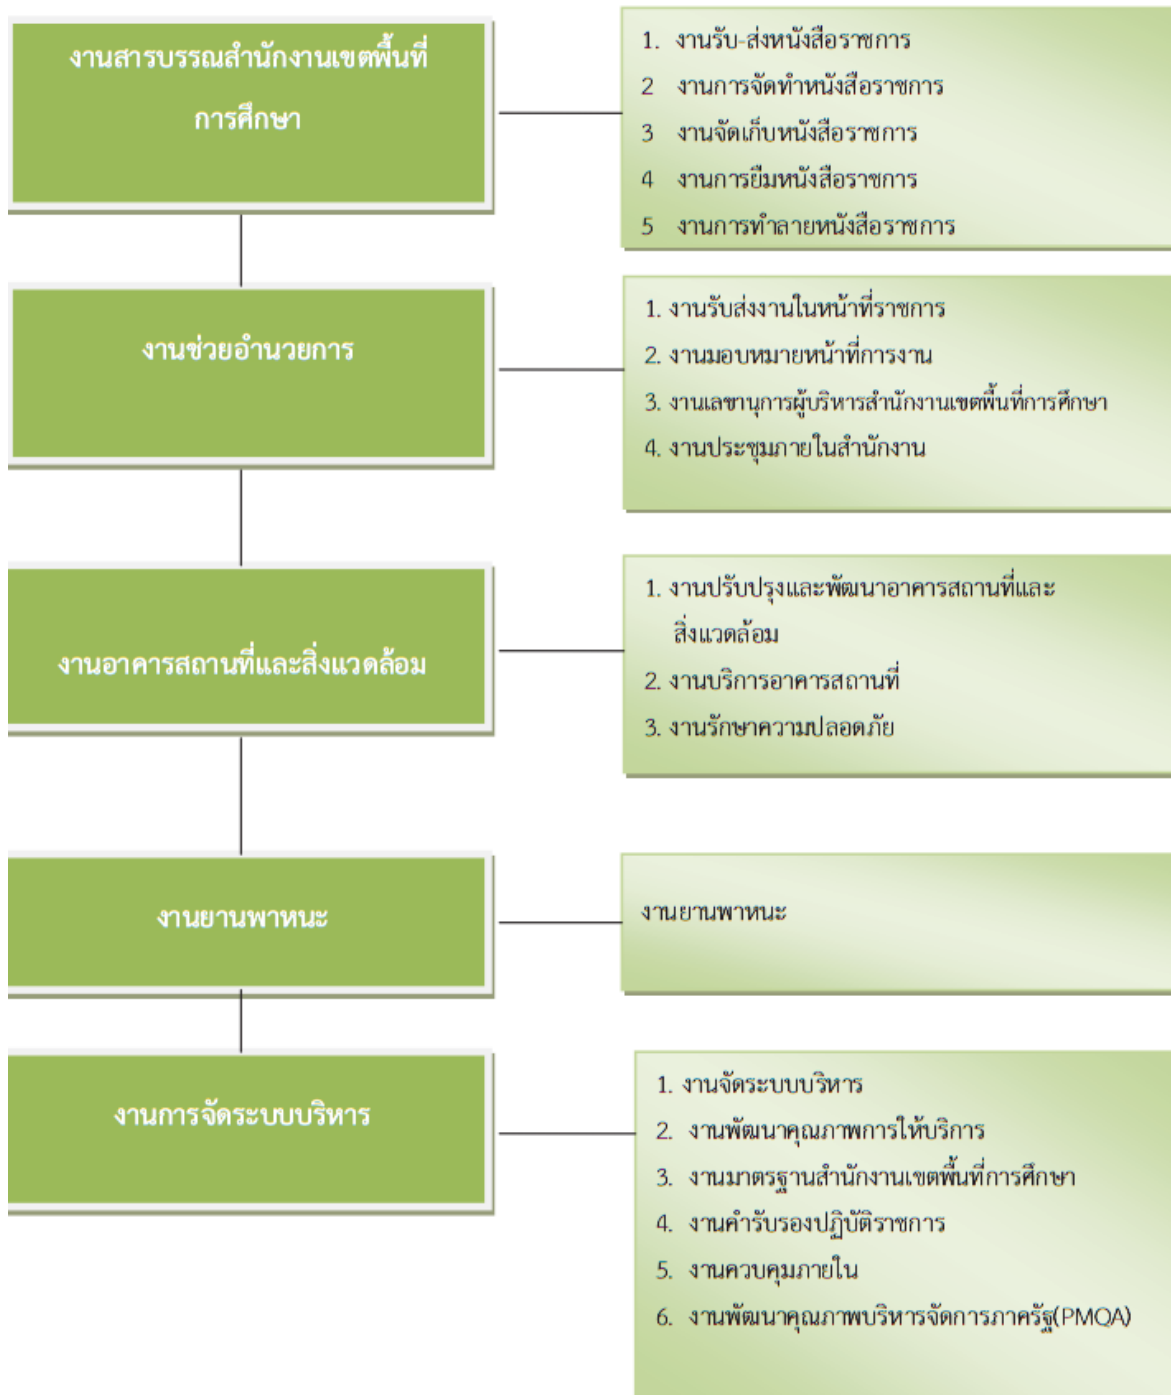 งานสารบรรณสำนักงานเขตพื้นที่
การศึกษา
1. งานรับ-ส่งหนังสือราชการ
2 งานการจัดทำหนังสือราชการ
3 งานจัดเก็บหนังสือราชการ
4 งานการยืมหนังสือราชการ
5 งานการทำลายหนังสือราชการ
งานช่วยอำนวยการ
1. งานรับส่งงานในหน้าที่ราชการ
2. งานมอบหมายหน้าที่การงาน
3. งานเลขานุการผู้บริหารสำนักงานเขตพื้นที่การศึกษา
4. งานประชุมภายในสำนักงาน
งานอาคารสถานที่และสิ่งแวดล้อม
1. งานปรับปรุงและพัฒนาอาคารสถานที่และ
สิ่งแวดล้อม
2. งานบริการอาคารสถานที่
3. งานรักษาความปลอดภัย
งานยานพาหนะ
งานยานพาหนะ
งานการจัดระบบบริหาร
1. งานจัดระบบบริหาร
2. งานพัฒนาคุณภาพการให้บริการ
3. งานมาตรฐานสำนักงานเขตพื้นที่การศึกษา
4. งานคำรับรองปฏิบัติราชการ
5. งานควบคุมภายใน
6. งานพัฒนาคุณภาพบริหารจัดการภาครัฐ(PMQA)